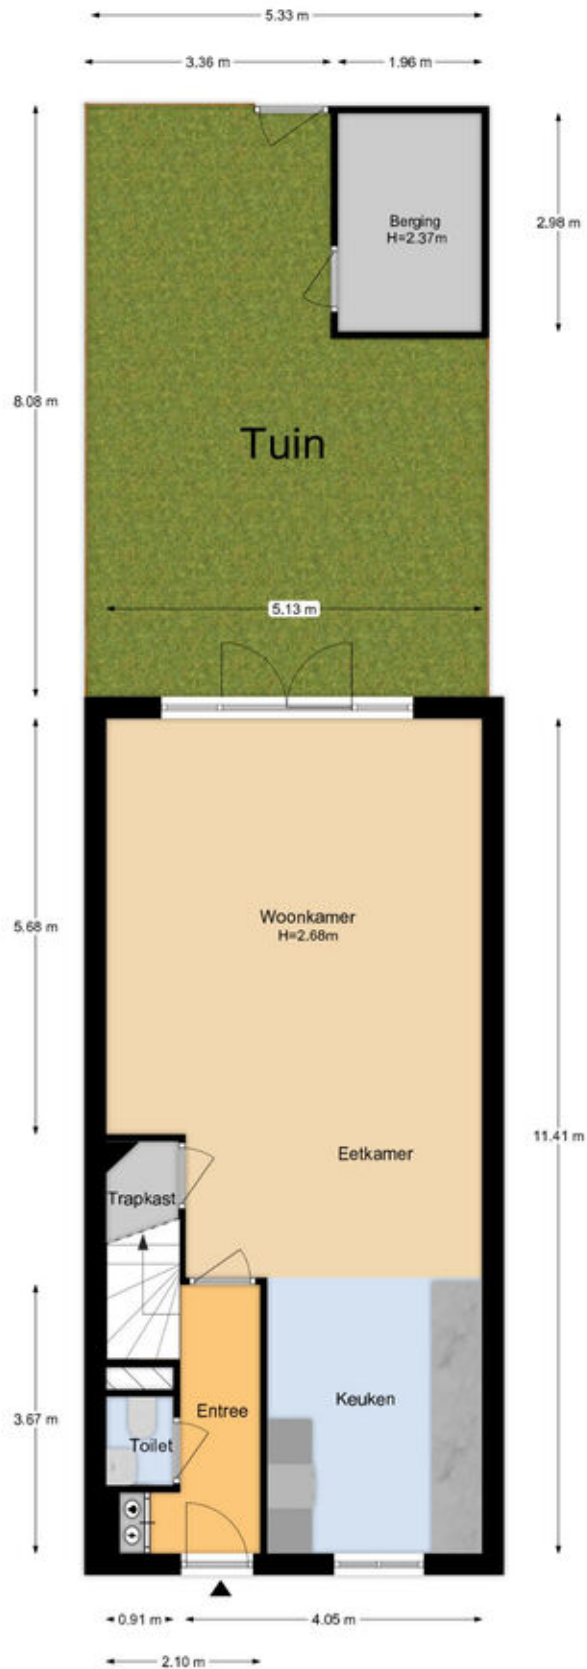 5.33 m
3.36 m
1.96 m
Berging
H=2.37m
2.98 m
8.08 m
Tuin
5.13 m
Woonkamer
H=2.68m
5.68 m
11.41 m
Eetkamer
Trapkast
Keuken
Entree
3.67 m
Toilet
0.91 m
4.05 m
2.10 m